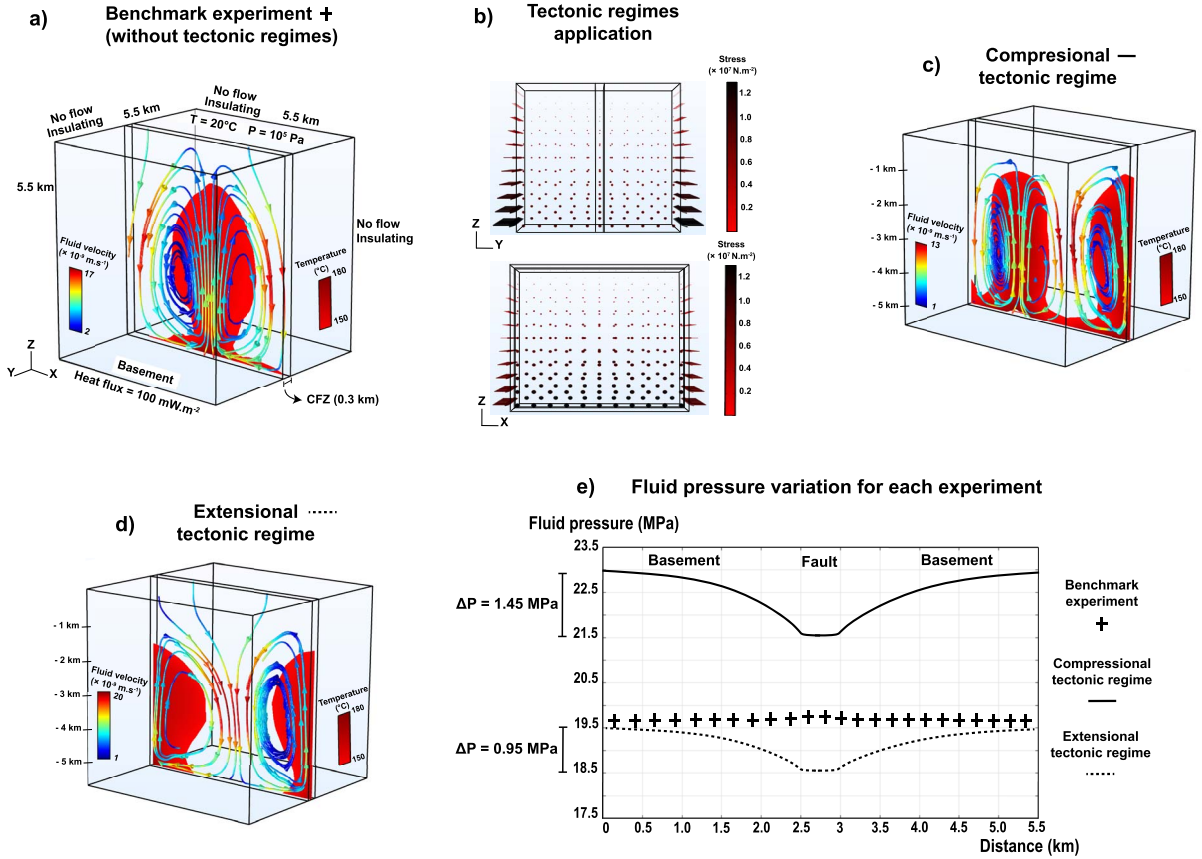 a)
Benchmark experiment +
(without tectonic regimes)
No flow
Insulating
5.5 km
No flow
Insulating
5.5 km
T = 20°C P = 10⁵ Pa
5.5 km
No flow
Insulating
Fluid velocity
(× 10⁻⁹ m.s⁻¹)
17
2
Temperature
(°C)
180
150
Z
Y
X
Basement
Heat flux = 100 mW.m⁻²
CFZ (0.3 km)
b)
Tectonic regimes
application
Stress
(× 10⁷ N.m⁻²)
1.2
1.0
0.8
0.6
0.4
0.2
Z
Y
Stress
(× 10⁷ N.m⁻²)
1.2
1.0
0.8
0.6
0.4
0.2
Z
X
c)
Compresional —
tectonic regime
- 1 km
- 2 km
- 3 km
- 4 km
- 5 km
Fluid velocity
(× 10⁻⁹ m.s⁻¹)
13
1
Temperature
(°C)
180
150
d)
Extensional ······
tectonic regime
- 1 km
- 2 km
- 3 km
- 4 km
- 5 km
Fluid velocity
(× 10⁻⁹ m.s⁻¹)
20
1
Temperature
(°C)
180
150
e)
Fluid pressure variation for each experiment
Fluid pressure (MPa)
23.5
22.5
21.5
20.5
19.5
18.5
17.5
Basement
Fault
Basement
ΔP = 1.45 MPa
ΔP = 0.95 MPa
0
0.5
1.0
1.5
2.0
2.5
3
3.5
4.0
4.5
5.0
5.5
Distance (km)
Benchmark
experiment
+
Compressional
tectonic regime
Extensional
tectonic regime